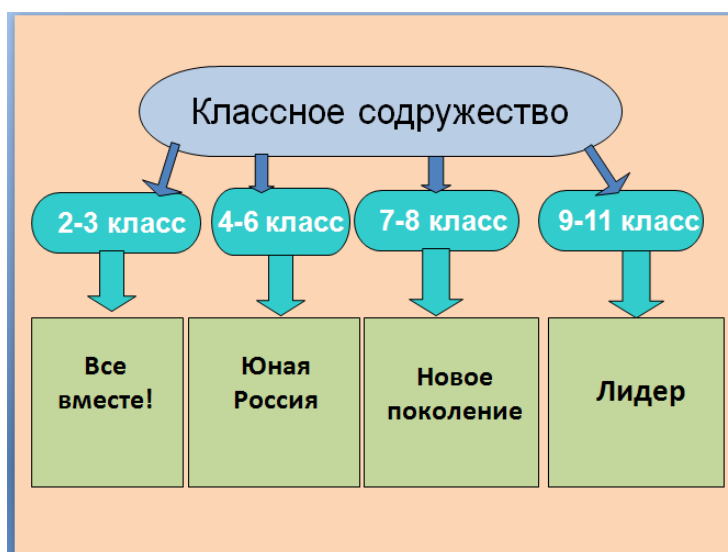 Классное содружество
2-3 класс
4-6 класс
7-8 класс
9-11 класс
Все
вместе!
Юная
Россия
Новое
поколение
Лидер